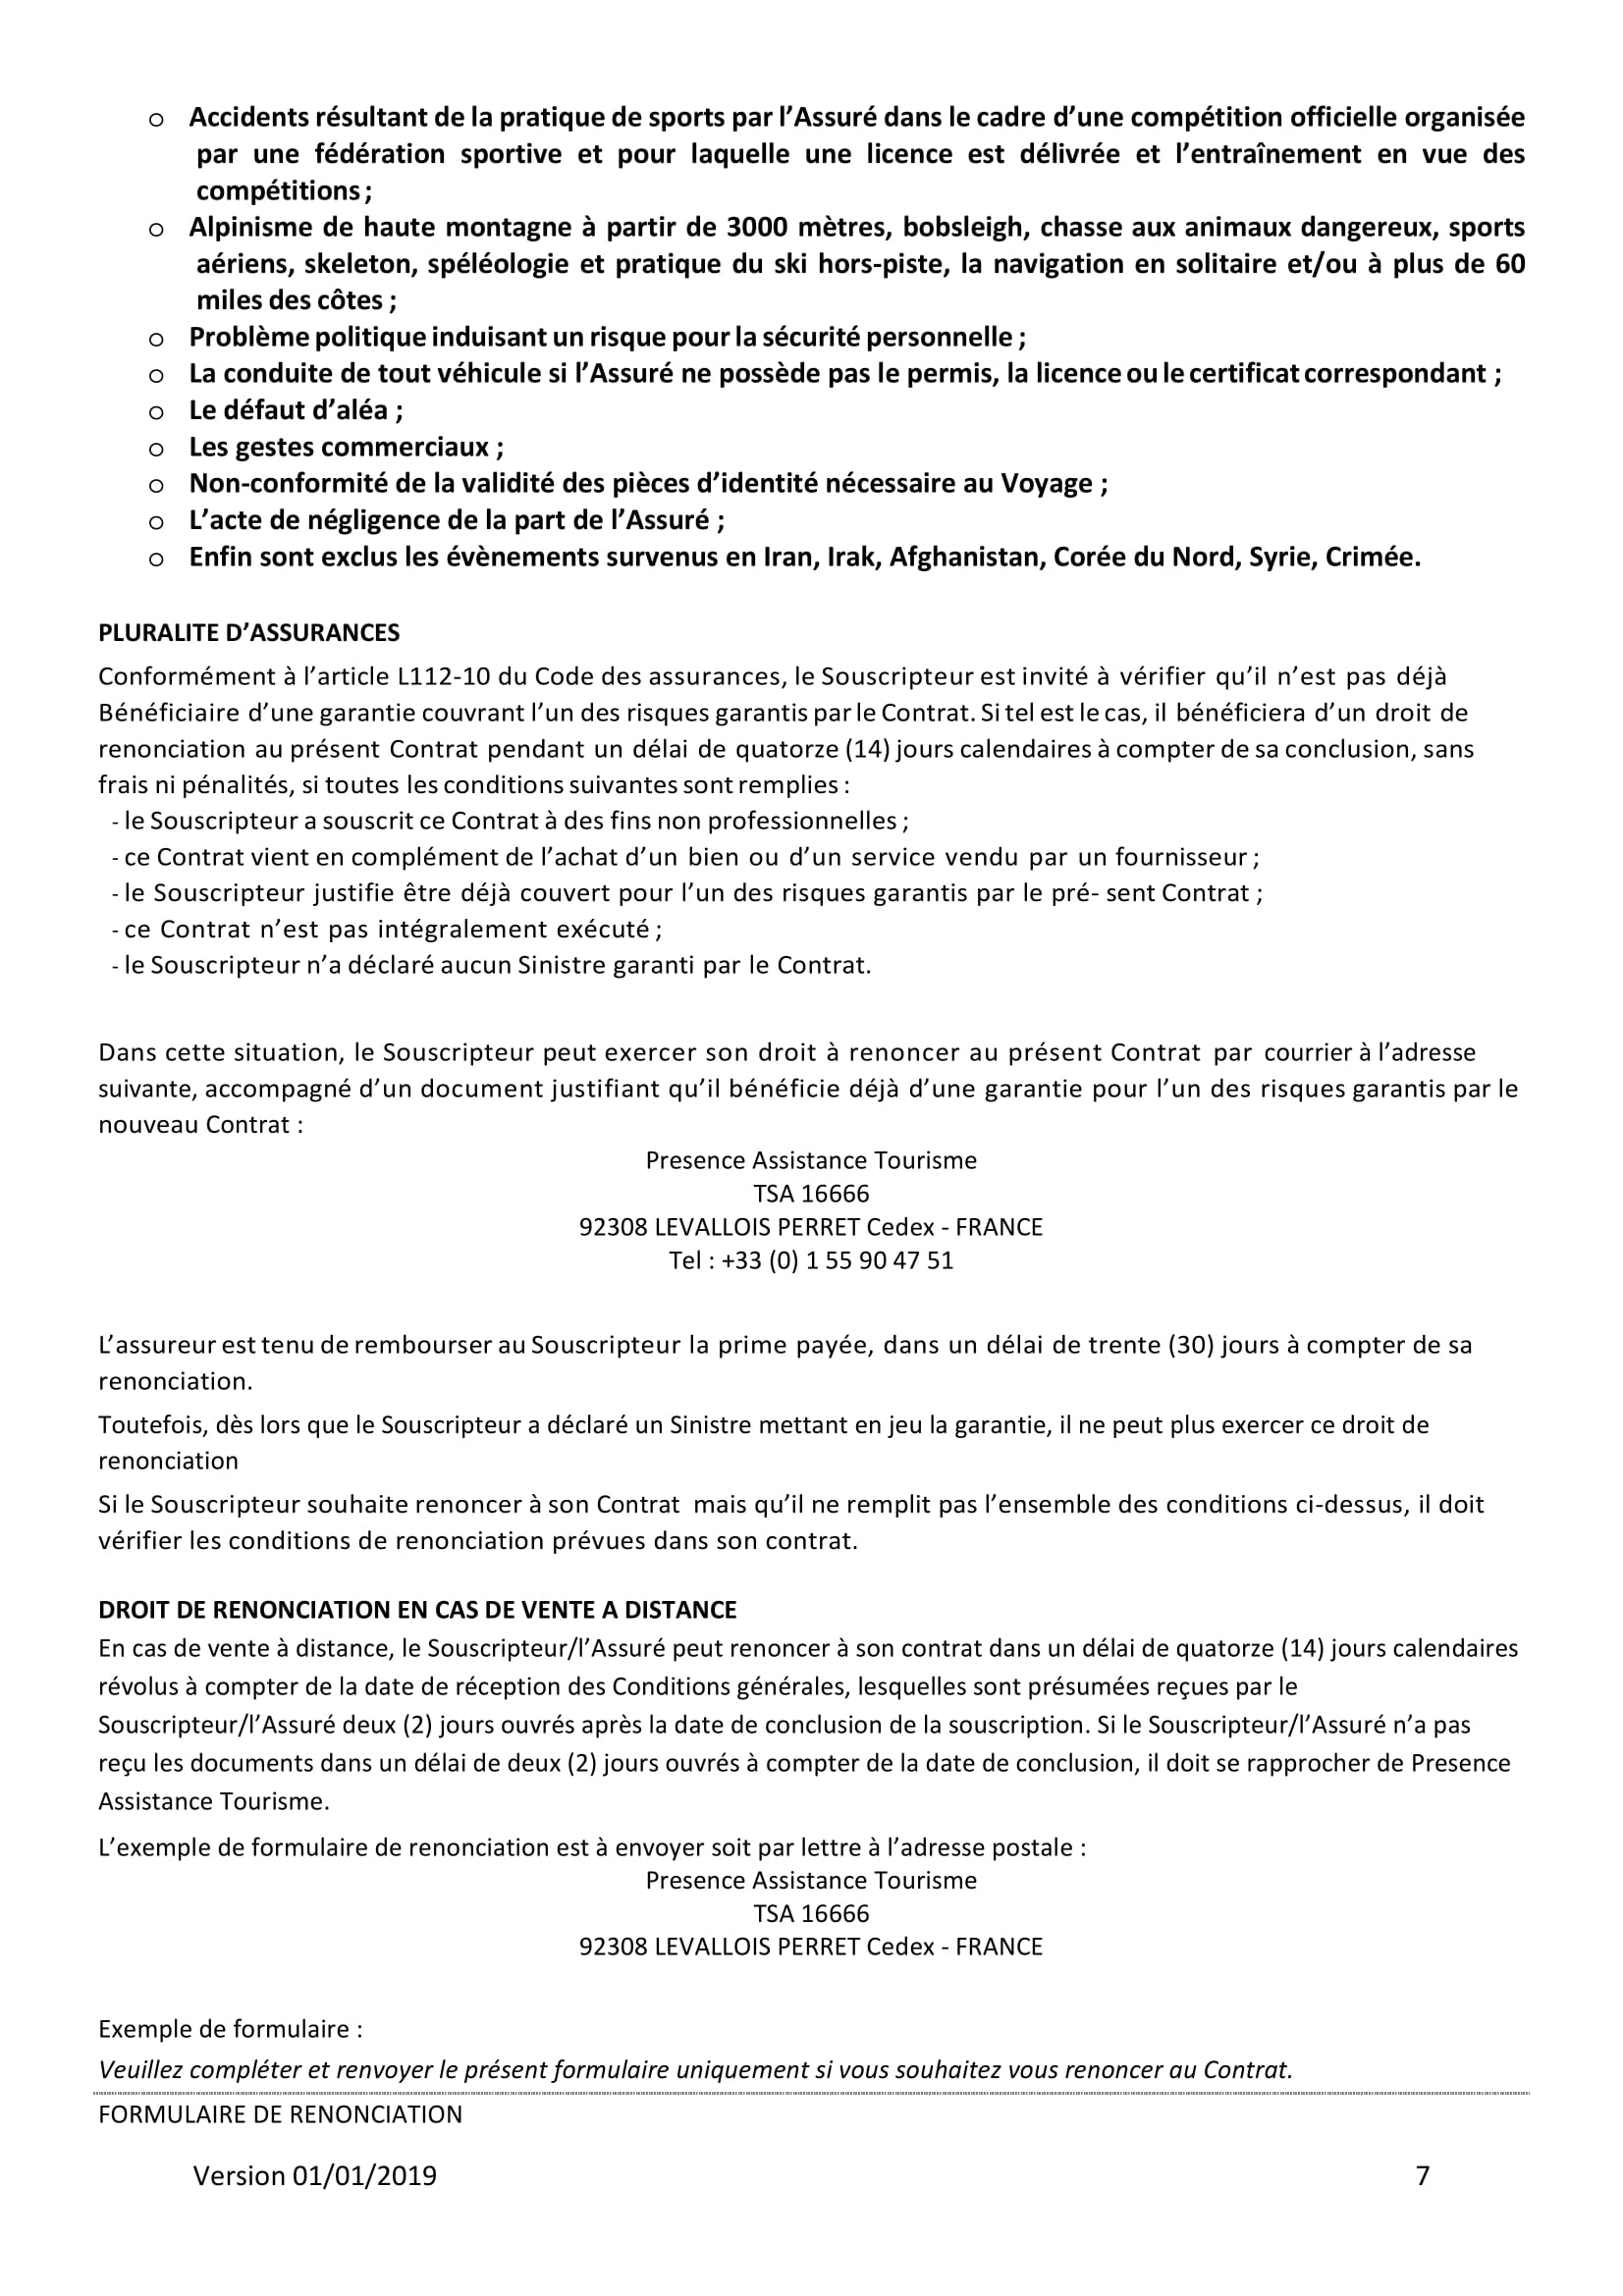 o Accidents résultant de la pratique de sports par l’Assuré dans le cadre d’une compétition officielle organisée
par une fédération sportive et pour laquelle une licence est délivrée et l’entraînement en vue des
compétitions ;
o Alpinisme de haute montagne à partir de 3000 mètres, bobsleigh, chasse aux animaux dangereux, sports
aériens, skeleton, spéléologie et pratique du ski hors-piste, la navigation en solitaire et/ou à plus de 60
miles des côtes ;
o Problème politique induisant un risque pour la sécurité personnelle ;
o La conduite de tout véhicule si l’Assuré ne possède pas le permis, la licence ou le certificat correspondant ;
o Le défaut d’aléa ;
o Les gestes commerciaux ;
o Non-conformité de la validité des pièces d’identité nécessaire au Voyage ;
o L’acte de négligence de la part de l’Assuré ;
o Enfin sont exclus les évènements survenus en Iran, Irak, Afghanistan, Corée du Nord, Syrie, Crimée.
PLURALITE D’ASSURANCES
Conformément à l’article L112-10 du Code des assurances, le Souscripteur est invité à vérifier qu’il n’est pas déjà
Bénéficiaire d’une garantie couvrant l’un des risques garantis par le Contrat. Si tel est le cas, il bénéficiera d’un droit de
renonciation au présent Contrat pendant un délai de quatorze (14) jours calendaires à compter de sa conclusion, sans
frais ni pénalités, si toutes les conditions suivantes sont remplies :
- le Souscripteur a souscrit ce Contrat à des fins non professionnelles ;
- ce Contrat vient en complément de l’achat d’un bien ou d’un service vendu par un fournisseur ;
- le Souscripteur justifie être déjà couvert pour l’un des risques garantis par le pré- sent Contrat ;
- ce Contrat n’est pas intégralement exécuté ;
- le Souscripteur n’a déclaré aucun Sinistre garanti par le Contrat.
Dans cette situation, le Souscripteur peut exercer son droit à renoncer au présent Contrat par courrier à l’adresse
suivante, accompagné d’un document justifiant qu’il bénéficie déjà d’une garantie pour l’un des risques garantis par le
nouveau Contrat :
Presence Assistance Tourisme
TSA 16666
92308 LEVALLOIS PERRET Cedex - FRANCE
Tel : +33 (0) 1 55 90 47 51
L’assureur est tenu de rembourser au Souscripteur la prime payée, dans un délai de trente (30) jours à compter de sa
renonciation.
Toutefois, dès lors que le Souscripteur a déclaré un Sinistre mettant en jeu la garantie, il ne peut plus exercer ce droit de
renonciation
Si le Souscripteur souhaite renoncer à son Contrat mais qu’il ne remplit pas l’ensemble des conditions ci-dessus, il doit
vérifier les conditions de renonciation prévues dans son contrat.
DROIT DE RENONCIATION EN CAS DE VENTE A DISTANCE
En cas de vente à distance, le Souscripteur/l’Assuré peut renoncer à son contrat dans un délai de quatorze (14) jours calendaires
révolus à compter de la date de réception des Conditions générales, lesquelles sont présumées reçues par le
Souscripteur/l’Assuré deux (2) jours ouvrés après la date de conclusion de la souscription. Si le Souscripteur/l’Assuré n’a pas
reçu les documents dans un délai de deux (2) jours ouvrés à compter de la date de conclusion, il doit se rapprocher de Presence
Assistance Tourisme.
L’exemple de formulaire de renonciation est à envoyer soit par lettre à l’adresse postale :
Presence Assistance Tourisme
TSA 16666
92308 LEVALLOIS PERRET Cedex - FRANCE
Exemple de formulaire :
Veuillez compléter et renvoyer le présent formulaire uniquement si vous souhaitez vous renoncer au Contrat.
FORMULAIRE DE RENONCIATION
Version 01/01/2019 7